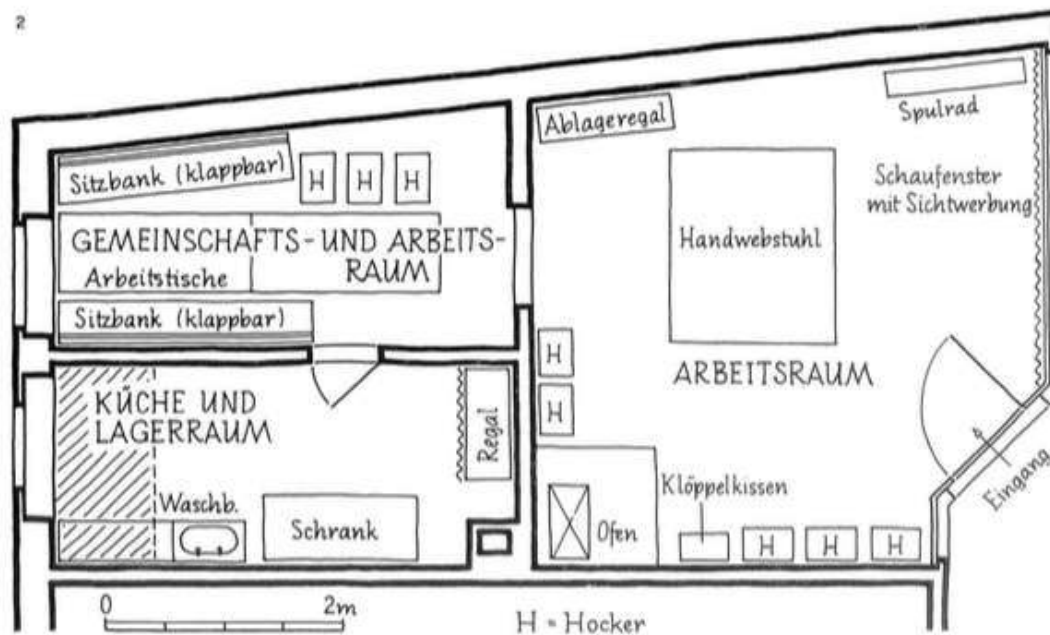 2
Ablageregal
Spulrad
Sitzbank (klappbar)
H H H
Schaufenster
mit Sichtwerbung
GEMEINSCHAFTS- UND ARBEITS-
RAUM
Arbeitstische
Handwebstuhl
Sitzbank (klappbar)
H
H
ARBEITSRAUM
KÜCHE UND
LAGERRAUM
Regal
Eingang
Klöppelkissen
Waschb.
Schrank
Ofen
H H H
0 2m
H = Hocker